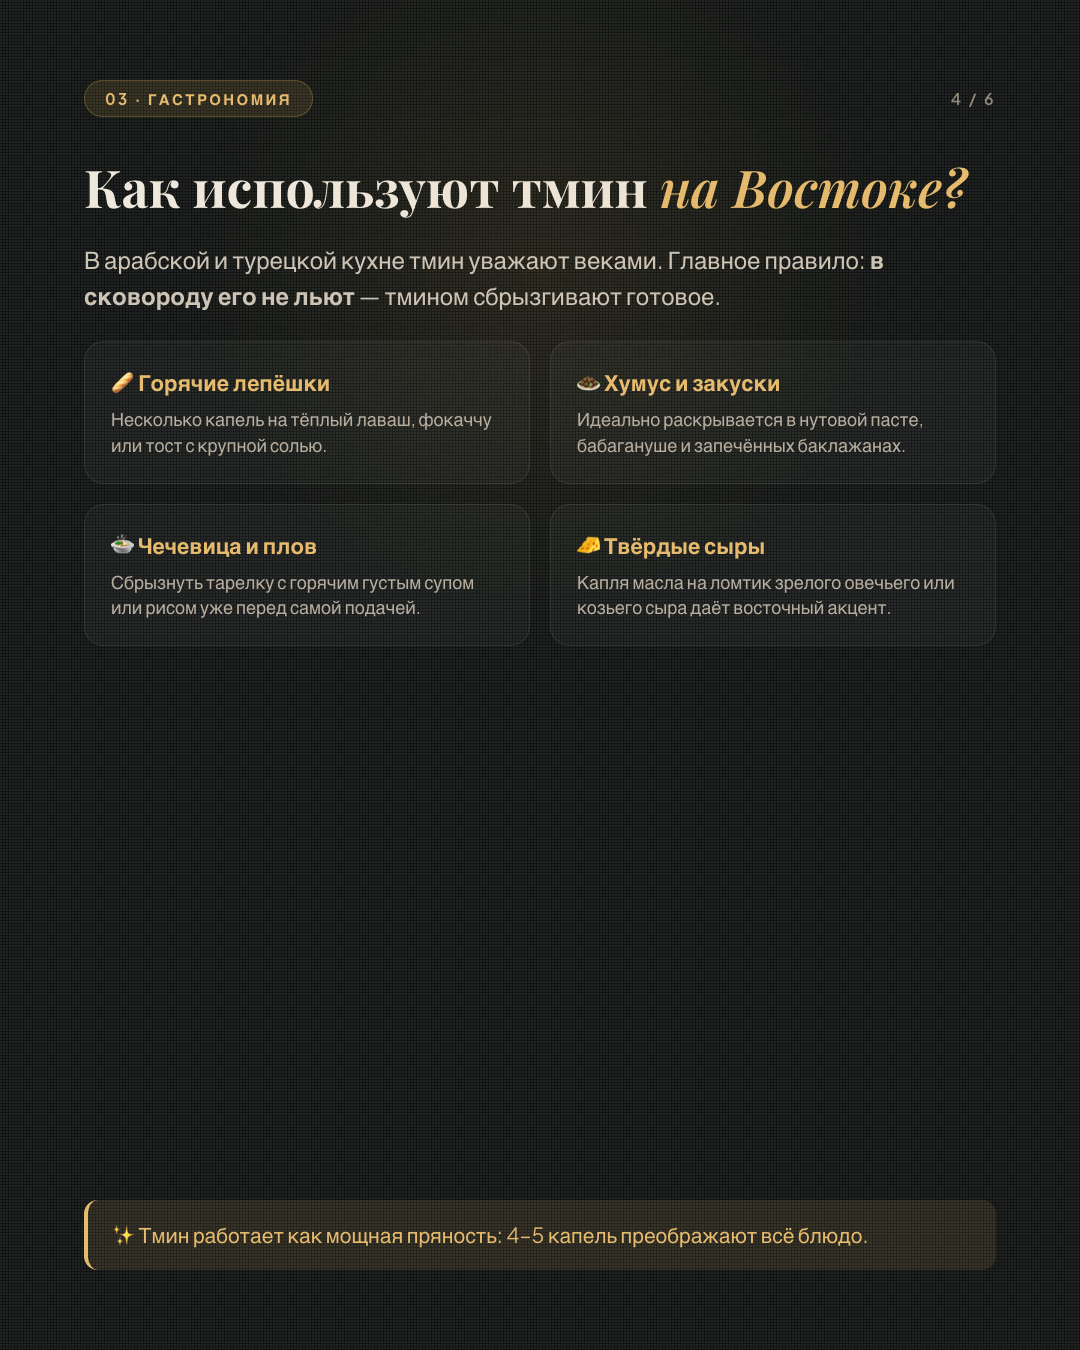 03 · ГАСТРОНОМИЯ
4 / 6
Как используют тмин на Востоке?
В арабской и турецкой кухне тмин уважают веками. Главное правило: в
сковороду его не льют — тмином сбрызгивают готовое.
🥖 Горячие лепёшки
Несколько капель на тёплый лаваш, фокаччу
или тост с крупной солью.
🧆 Хумус и закуски
Идеально раскрывается в нутовой пасте,
бабагануше и запечённых баклажанах.
🍲 Чечевица и плов
Сбрызнуть тарелку с горячим густым супом
или рисом уже перед самой подачей.
🧀 Твёрдые сыры
Капля масла на ломтик зрелого овечьего или
козьего сыра даёт восточный акцент.
✨ Тмин работает как мощная пряность: 4–5 капель преображают всё блюдо.